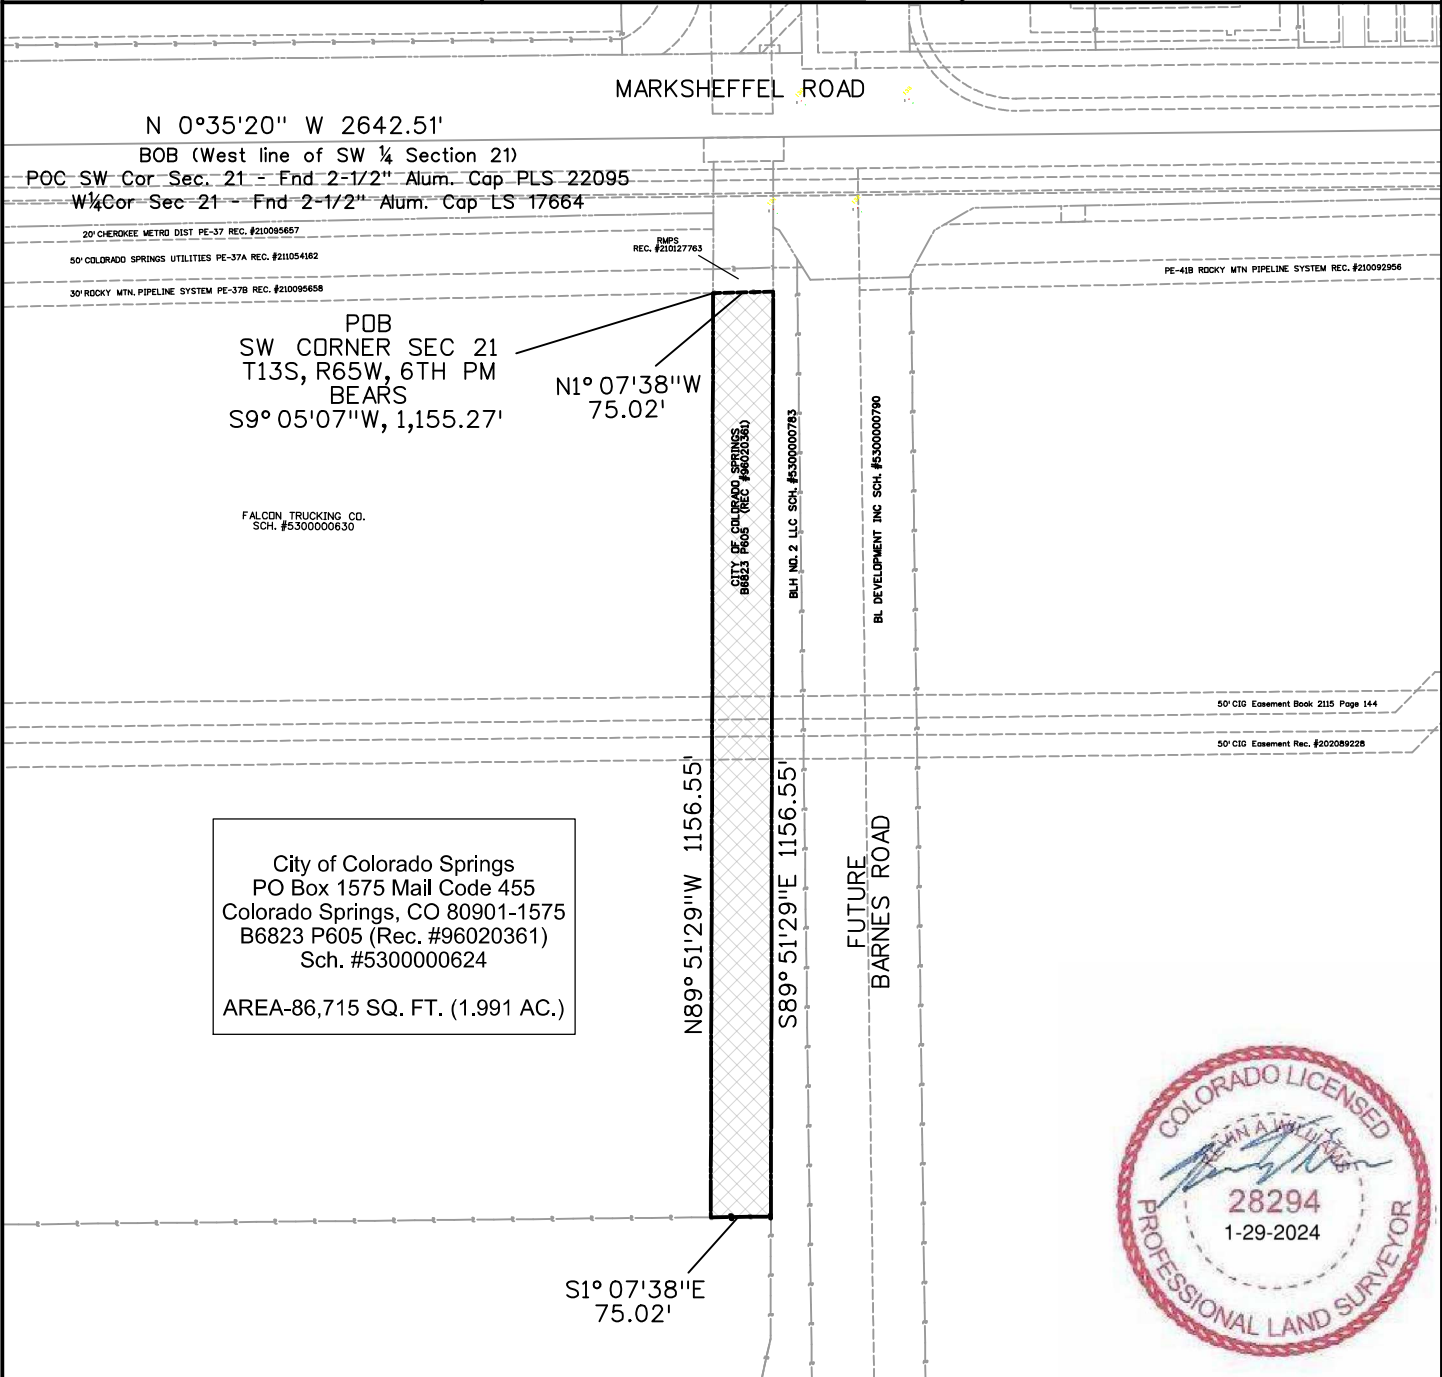 MARKSHEFFEL ROAD
N 0°35'20" W 2642.51'
BOB (West line of SW ¼ Section 21)
POC SW Cor Sec. 21 - Fnd 2-1/2" Alum. Cap PLS 22095
W¼Cor Sec 21 - Fnd 2-1/2" Alum. Cap LS 17664
20' CHEROKEE METRO DIST PE-37 REC. #210095657
50' COLORADO SPRINGS UTILITIES PE-37A REC. #211054162
30' ROCKY MTN. PIPELINE SYSTEM PE-37B REC. #210095658
RMPS
REC. #210127763
PE-41B ROCKY MTN PIPELINE SYSTEM REC. #210092956
POB
SW CORNER SEC 21
T13S, R65W, 6TH PM
BEARS
S9°05'07"W, 1,155.27'
N1°07'38"W
75.02'
CITY OF COLORADO SPRINGS
B6823 P605 (REC #96020361)
BLH NO. 2 LLC SCH. #5300000783
BL DEVELOPMENT INC SCH. #5300000790
FALCON TRUCKING CO.
SCH. #5300000630
50' CIG Easement Book 2115 Page 144
50' CIG Easement Rec. #202089228
N89°51'29"W 1156.55'
S89°51'29"E 1156.55'
FUTURE
BARNES ROAD
City of Colorado Springs
PO Box 1575 Mail Code 455
Colorado Springs, CO 80901-1575
B6823 P605 (Rec. #96020361)
Sch. #5300000624
AREA-86,715 SQ. FT. (1.991 AC.)
S1°07'38"E
75.02'
COLORADO LICENSED
KEVIN A. WILLIAMS
28294
1-29-2024
PROFESSIONAL LAND SURVEYOR